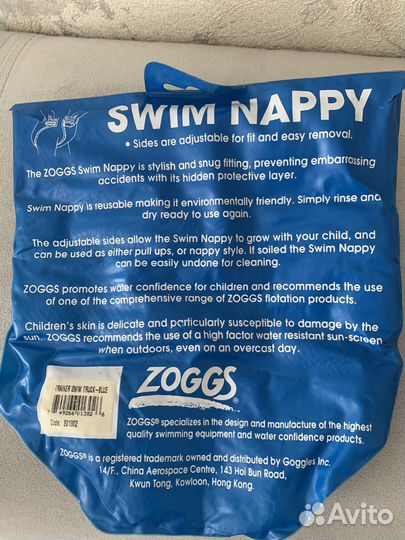 SWIM NAPPY
• Sides are adjustable for fit and easy removal.
The ZOGGS Swim Nappy is stylish and snug fitting, preventing embarrassing
accidents with its hidden protective layer.
Swim Nappy is reusable making it environmentally friendly. Simply rinse and
dry ready to use again.
The adjustable sides allow the Swim Nappy to grow with your child, and
can be used as either pull ups, or nappy style. If soiled the Swim Nappy
can be easily undone for cleaning.
ZOGGS promotes water confidence for children and recommends the use
of one of the comprehensive range of ZOGGS flotation products.
Children's skin is delicate and particularly susceptible to damage by the
sun. ZOGGS recommends the use of a high factor water resistant sun-screen
when outdoors, even on an overcast day.
ZOGGS
TRAINER SWIM TRUCK-BLUE
Code: 301802
ZOGGS® specializes in the design and manufacture of the highest
quality swimming equipment and water confidence products.
ZOGGS® is a registered trademark owned and distributed by Goggles Inc.
14/F., China Aerospace Centre, 143 Hoi Bun Road,
Kwun Tong, Kowloon, Hong Kong.
Avito